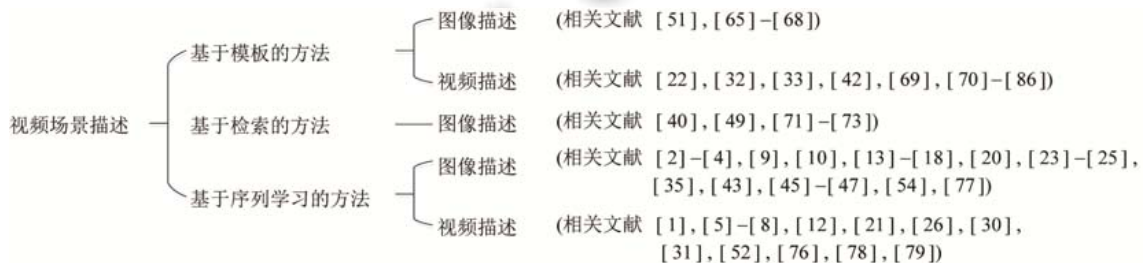 图像描述 (相关文献 [51],[65]-[68])
基于模板的方法
视频描述 (相关文献 [22],[32],[33],[42],[69],[70]-[86])
视频场景描述 基于检索的方法 图像描述 (相关文献 [40],[49],[71]-[73])
图像描述 (相关文献 [2]-[4],[9],[10],[13]-[18],[20],[23]-[25],
[35],[43],[45]-[47],[54],[77])
基于序列学习的方法
视频描述 (相关文献 [1],[5]-[8],[12],[21],[26],[30],
[31],[52],[76],[78],[79])